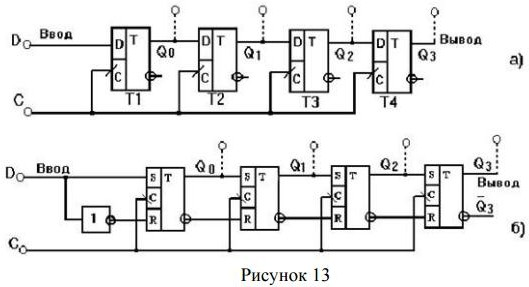 Q0 Q1 Q2 Q3
D Ввод D T D T D T D T Вывод
C C C C а)
C T1 T2 T3 T4
Q0 Q1 Q2 Q3
D Ввод S T S T S T S T Вывод
C C C C Q̄3
1 R R R R б)
C
Рисунок 13